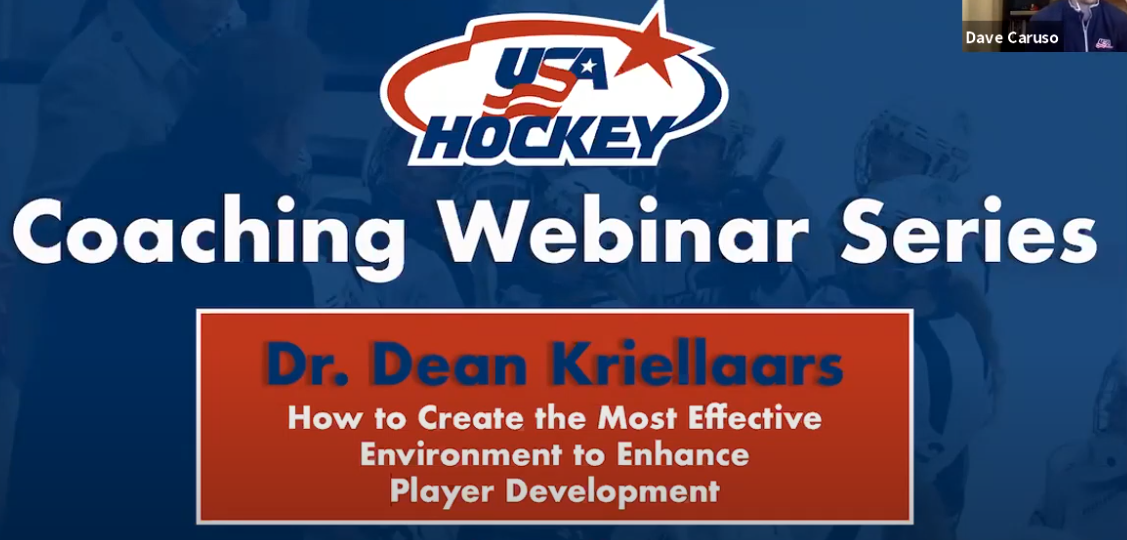 Dave Caruso
USA
HOCKEY
Coaching Webinar Series
Dr. Dean Kriellaars
How to Create the Most Effective
Environment to Enhance
Player Development